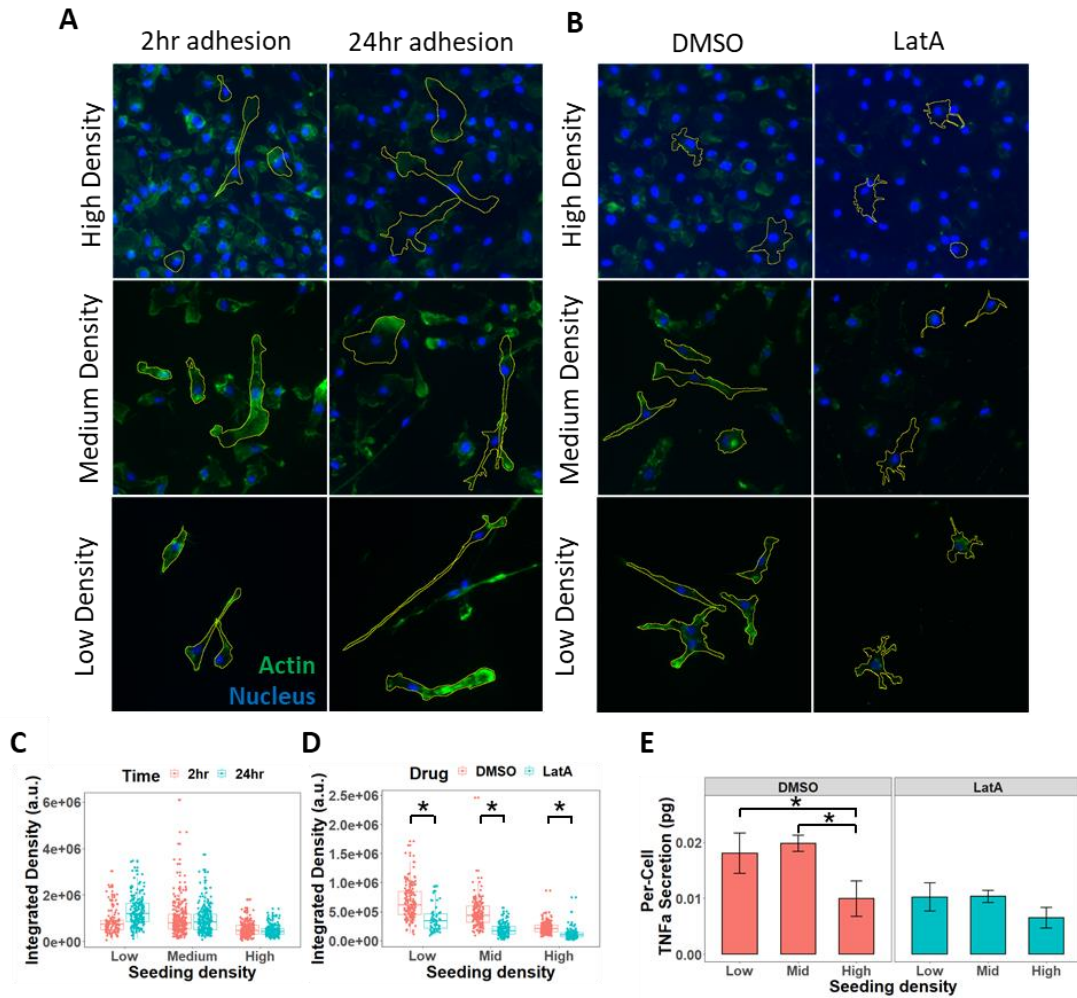 A
2hr adhesion
24hr adhesion
High Density
Medium Density
Low Density
Actin
Nucleus
B
DMSO
LatA
High Density
Medium Density
Low Density
C
Time 2hr 24hr
Integrated Density (a.u.)
6e+06
4e+06
2e+06
0e+00
Low Medium High
Seeding density
D
Drug DMSO LatA
Integrated Density (a.u.)
2.5e+06
2.0e+06
1.5e+06
1.0e+06
5.0e+05
0.0e+00
* * *
Low Mid High
Seeding density
E
DMSO LatA
Per-Cell
TNFa Secretion (pg)
0.02
0.01
0.00
*
*
Low Mid High Low Mid High
Seeding density